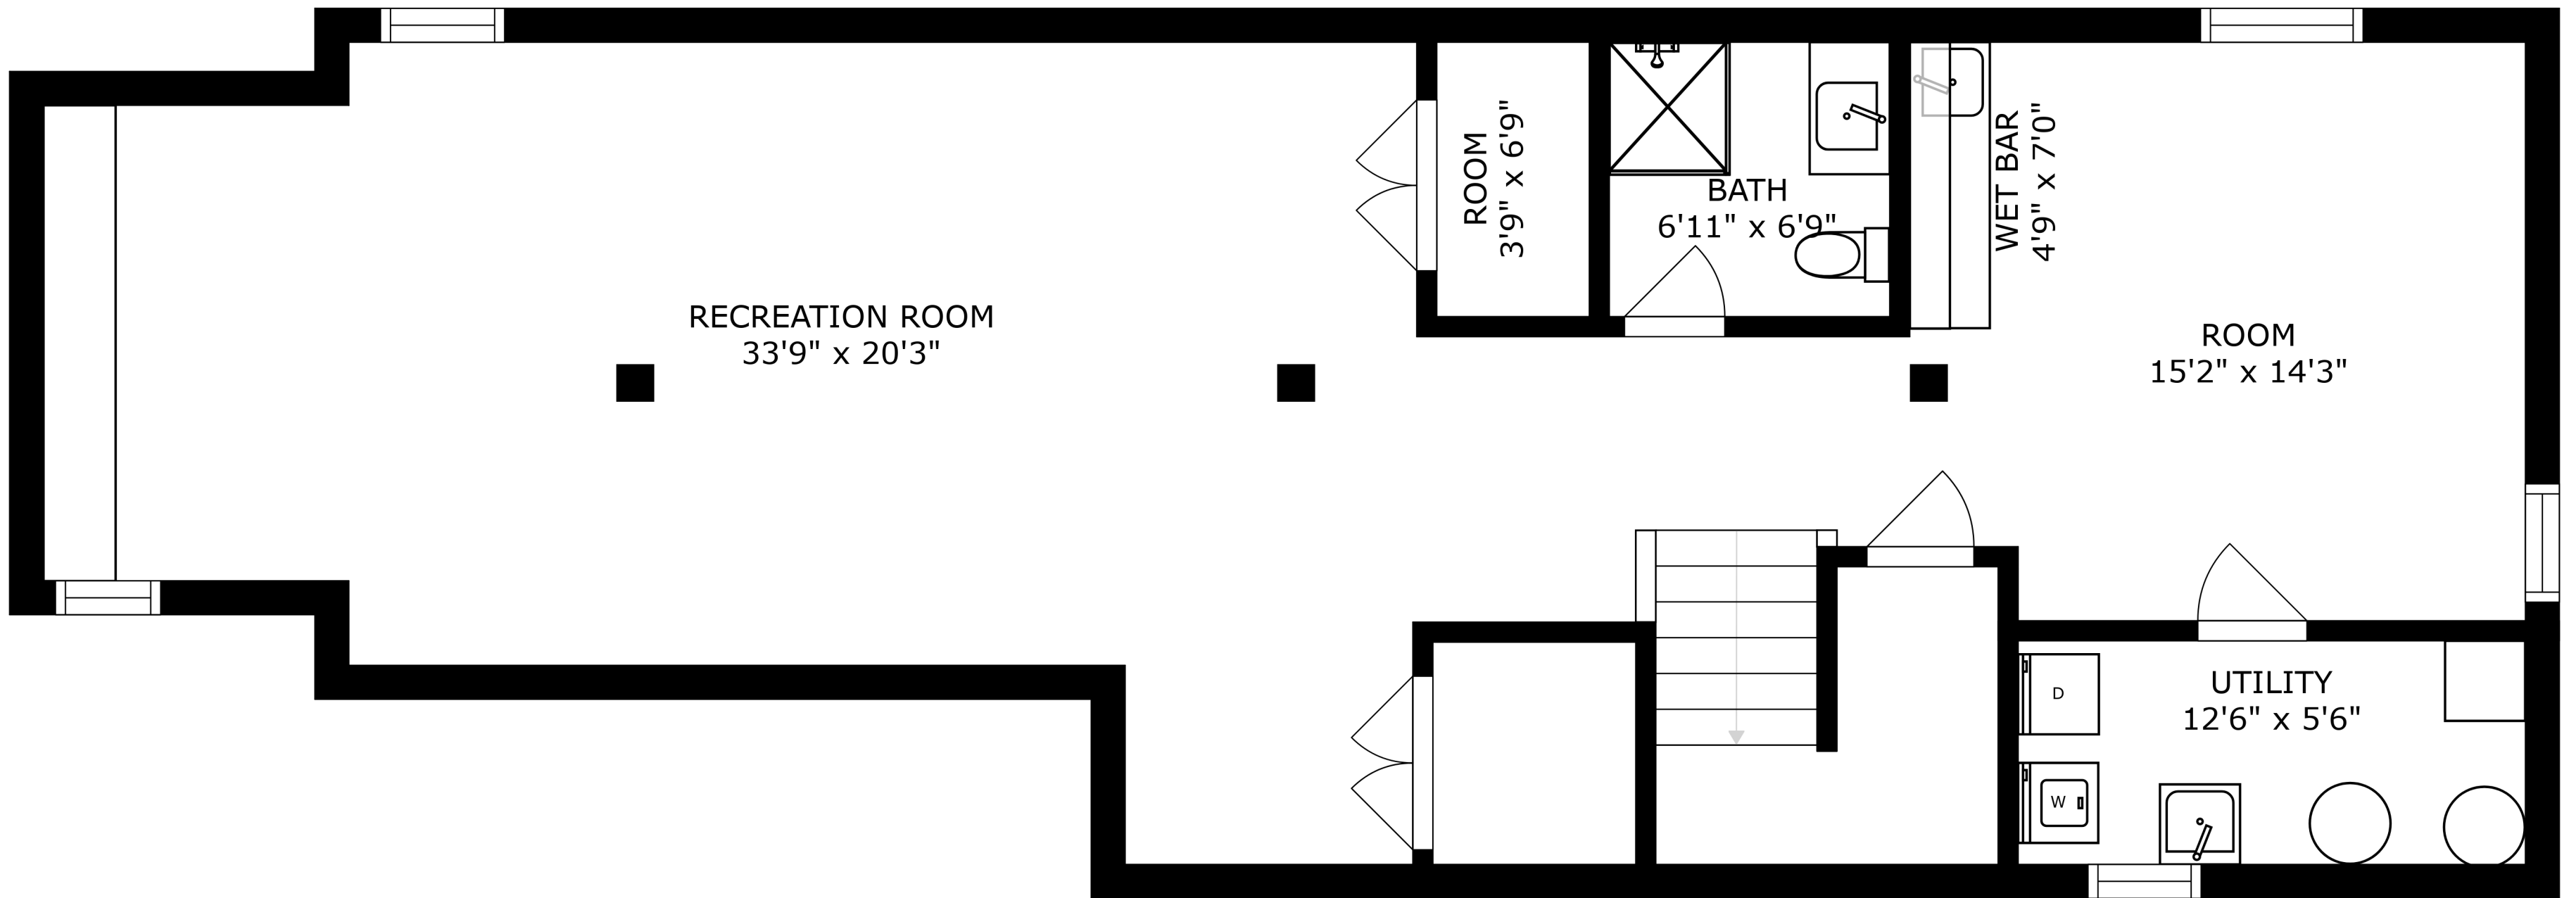 RECREATION ROOM
33'9" x 20'3"
ROOM
3'9" x 6'9"
BATH
6'11" x 6'9"
WET BAR
4'9" x 7'0"
ROOM
15'2" x 14'3"
UTILITY
12'6" x 5'6"
D
W